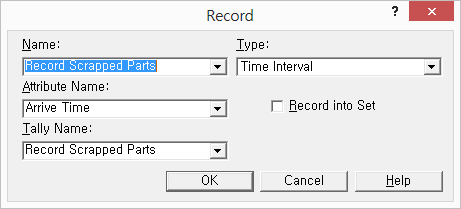 Record
Name:
Type:
Record Scrapped Parts
Time Interval
Attribute Name:
Arrive Time
Record into Set
Tally Name:
Record Scrapped Parts
OK
Cancel
Help